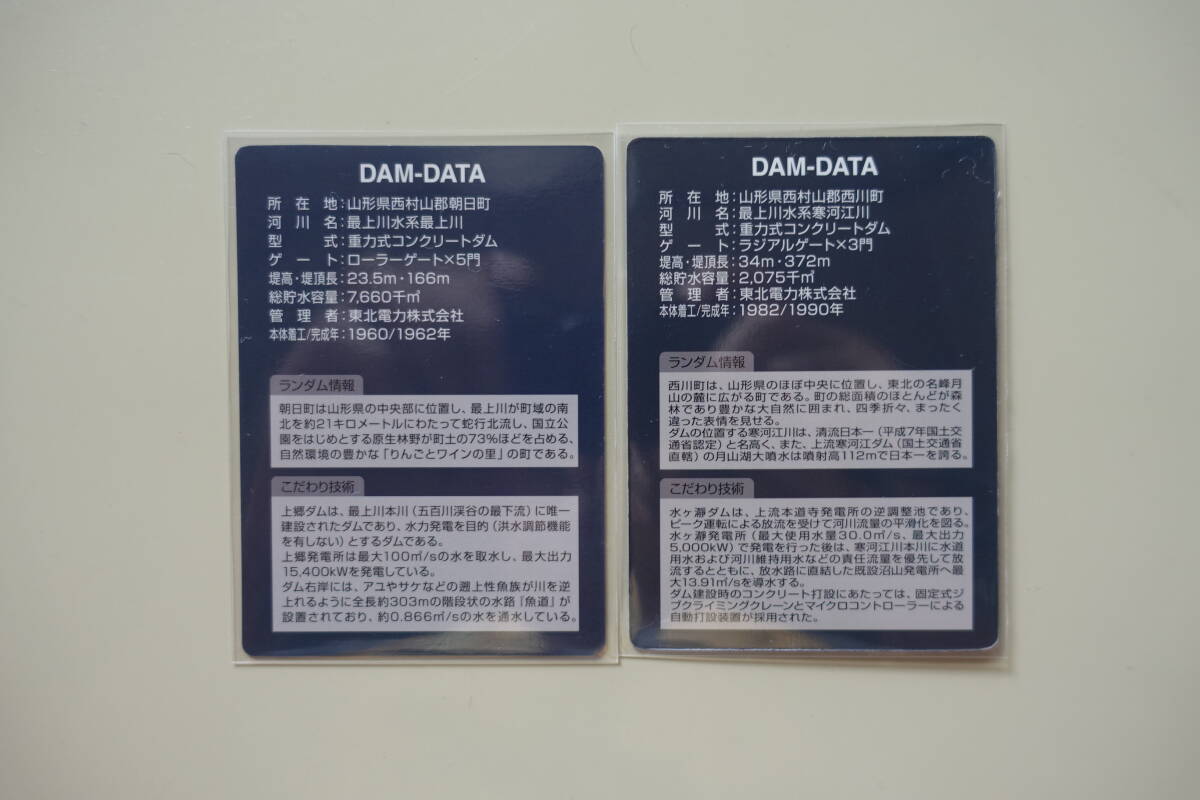 DAM-DATA
所在地:山形県西村山郡朝日町
河川名:最上川水系最上川
型式:重力式コンクリートダム
ゲート:ローラーゲート×5門
堤高・堤頂長:23.5m・166m
総貯水容量:7,660千㎥
管理者:東北電力株式会社
本体着工/完成年:1960/1962年
ランダム情報
朝日町は山形県の中央部に位置し、最上川が町域の南
北を約21キロメートルにわたって蛇行北流し、国立公
園をはじめとする原生林野が町土の73%ほどを占める、
自然環境の豊かな「りんごとワインの里」の町である。
こだわり技術
上郷ダムは、最上川本川(五百川渓谷の最下流)に唯一
建設されたダムであり、水力発電を目的(洪水調節機能
を有しない)とするダムである。
上郷発電所は最大100㎥/sの水を取水し、最大出力
15,400kWを発電している。
ダム右岸には、アユやサケなどの遡上性魚族が川を逆
上れるように全長約303mの階段状の水路「魚道」が
設置されており、約0.866㎥/sの水を通水している。
DAM-DATA
所在地:山形県西村山郡西川町
河川名:最上川水系寒河江川
型式:重力式コンクリートダム
ゲート:ラジアルゲート×3門
堤高・堤頂長:34m・372m
総貯水容量:2,075千㎥
管理者:東北電力株式会社
本体着工/完成年:1982/1990年
ランダム情報
西川町は、山形県のほぼ中央に位置し、東北の名峰月
山の麓に広がる町である。町の総面積のほとんどが森
林であり豊かな大自然に囲まれ、四季折々、まったく
違った表情を見せる。
ダムの位置する寒河江川は、清流日本一(平成7年国土交
通省認定)と名高く、また、上流寒河江ダム(国土交通省
直轄)の月山湖大噴水は噴射高112mで日本一を誇る。
こだわり技術
水ヶ瀞ダムは、上流本道寺発電所の逆調整池であり、
ピーク運転による放流を受けて河川流量の平滑化を図る。
水ヶ瀞発電所(最大使用水量30.0㎥/s、最大出力
5,000kW)で発電を行った後は、寒河江川本川に水道
用水および河川維持用水などの責任流量を優先して放
流するとともに、放水路に直結した既設沼山発電所へ最
大13.91㎥/sを導水する。
ダム建設時のコンクリート打設にあたっては、固定式ジ
ブクライミングクレーンとマイクロコントローラーによる
自動打設装置が採用された。